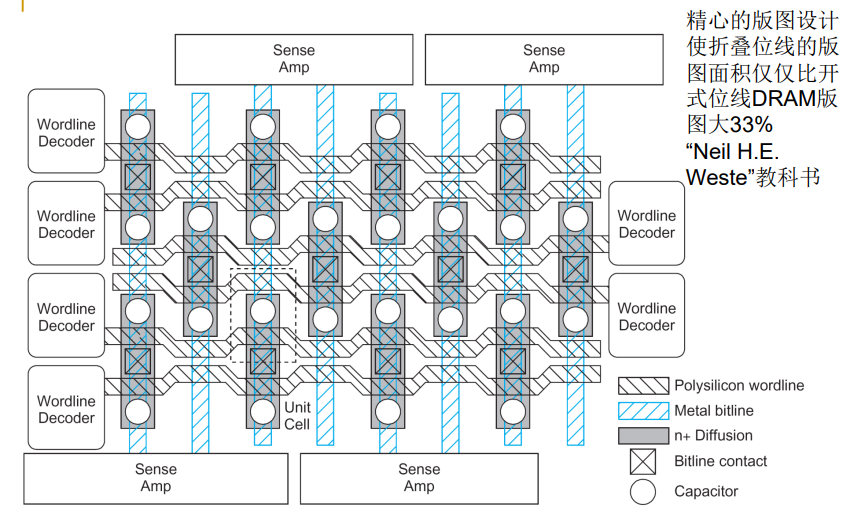 精心的版图设计
使折叠位线的版
图面积仅仅比开
式位线DRAM版
图大33%
“Neil H.E.
Weste”教科书
Sense
Amp
Sense
Amp
Wordline
Decoder
Wordline
Decoder
Wordline
Decoder
Wordline
Decoder
Wordline
Decoder
Wordline
Decoder
Unit
Cell
Polysilicon wordline
Metal bitline
n+ Diffusion
Bitline contact
Capacitor
Sense
Amp
Sense
Amp